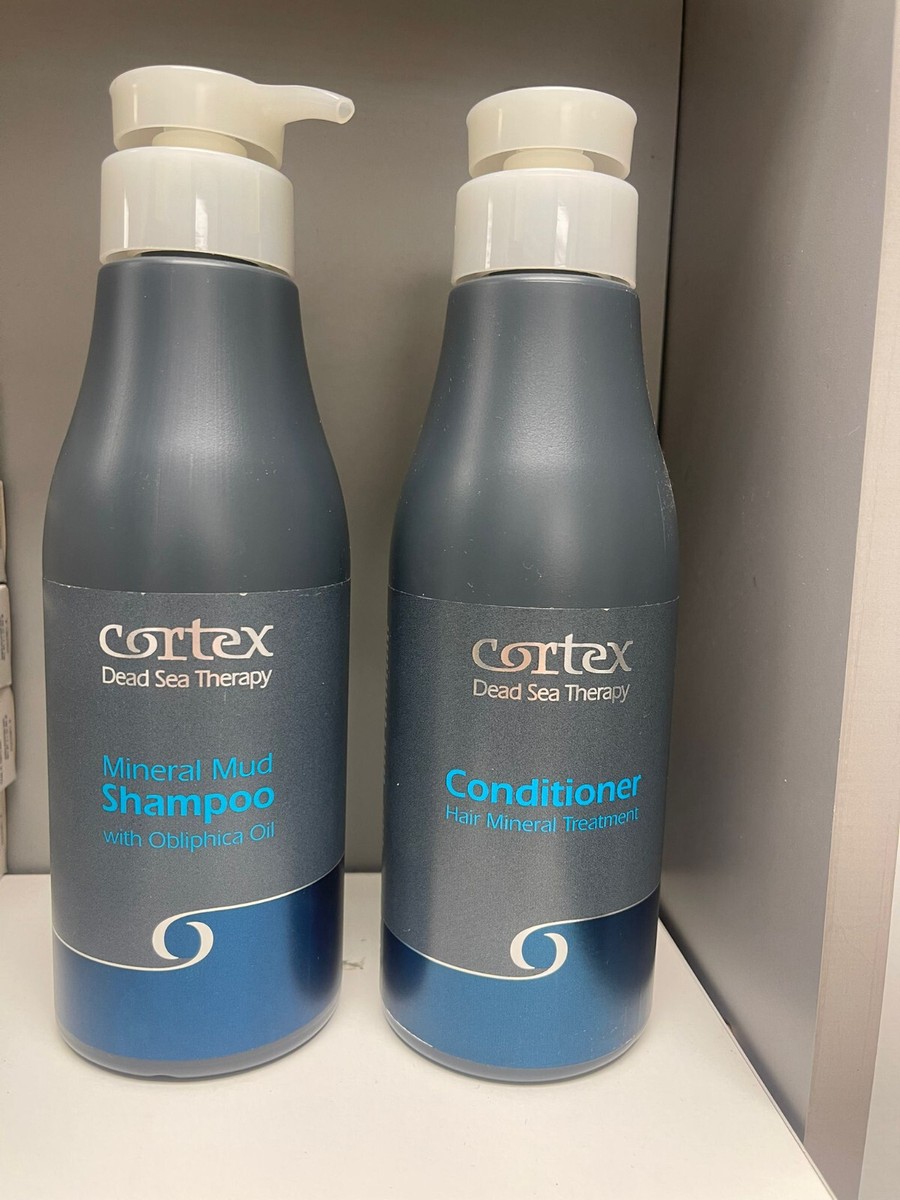 cortex
Dead Sea Therapy
Mineral Mud
Shampoo
with Obliphica Oil
cortex
Dead Sea Therapy
Conditioner
Hair Mineral Treatment